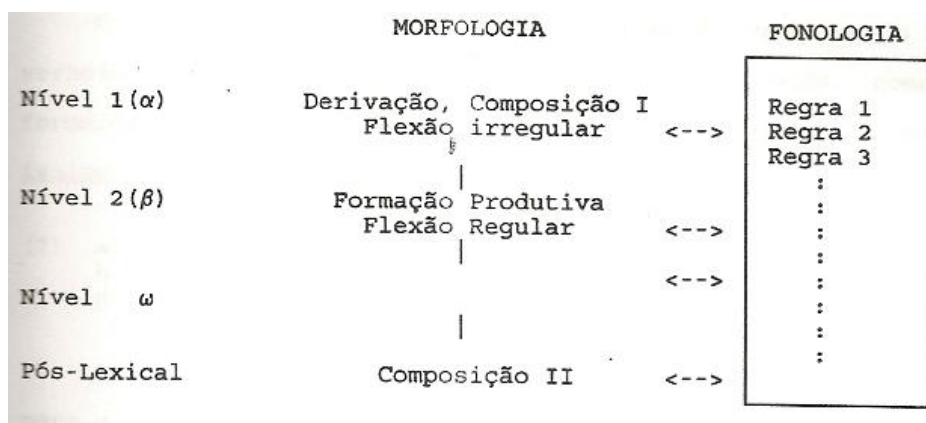 MORFOLOGIA FONOLOGIA
Nível 1(α) Derivação, Composição I Regra 1
Flexão irregular <--> Regra 2
Regra 3
|
Nível 2(β) Formação Produtiva
Flexão Regular <-->
|
<-->
Nível ω
|
Pós-Lexical Composição II <-->